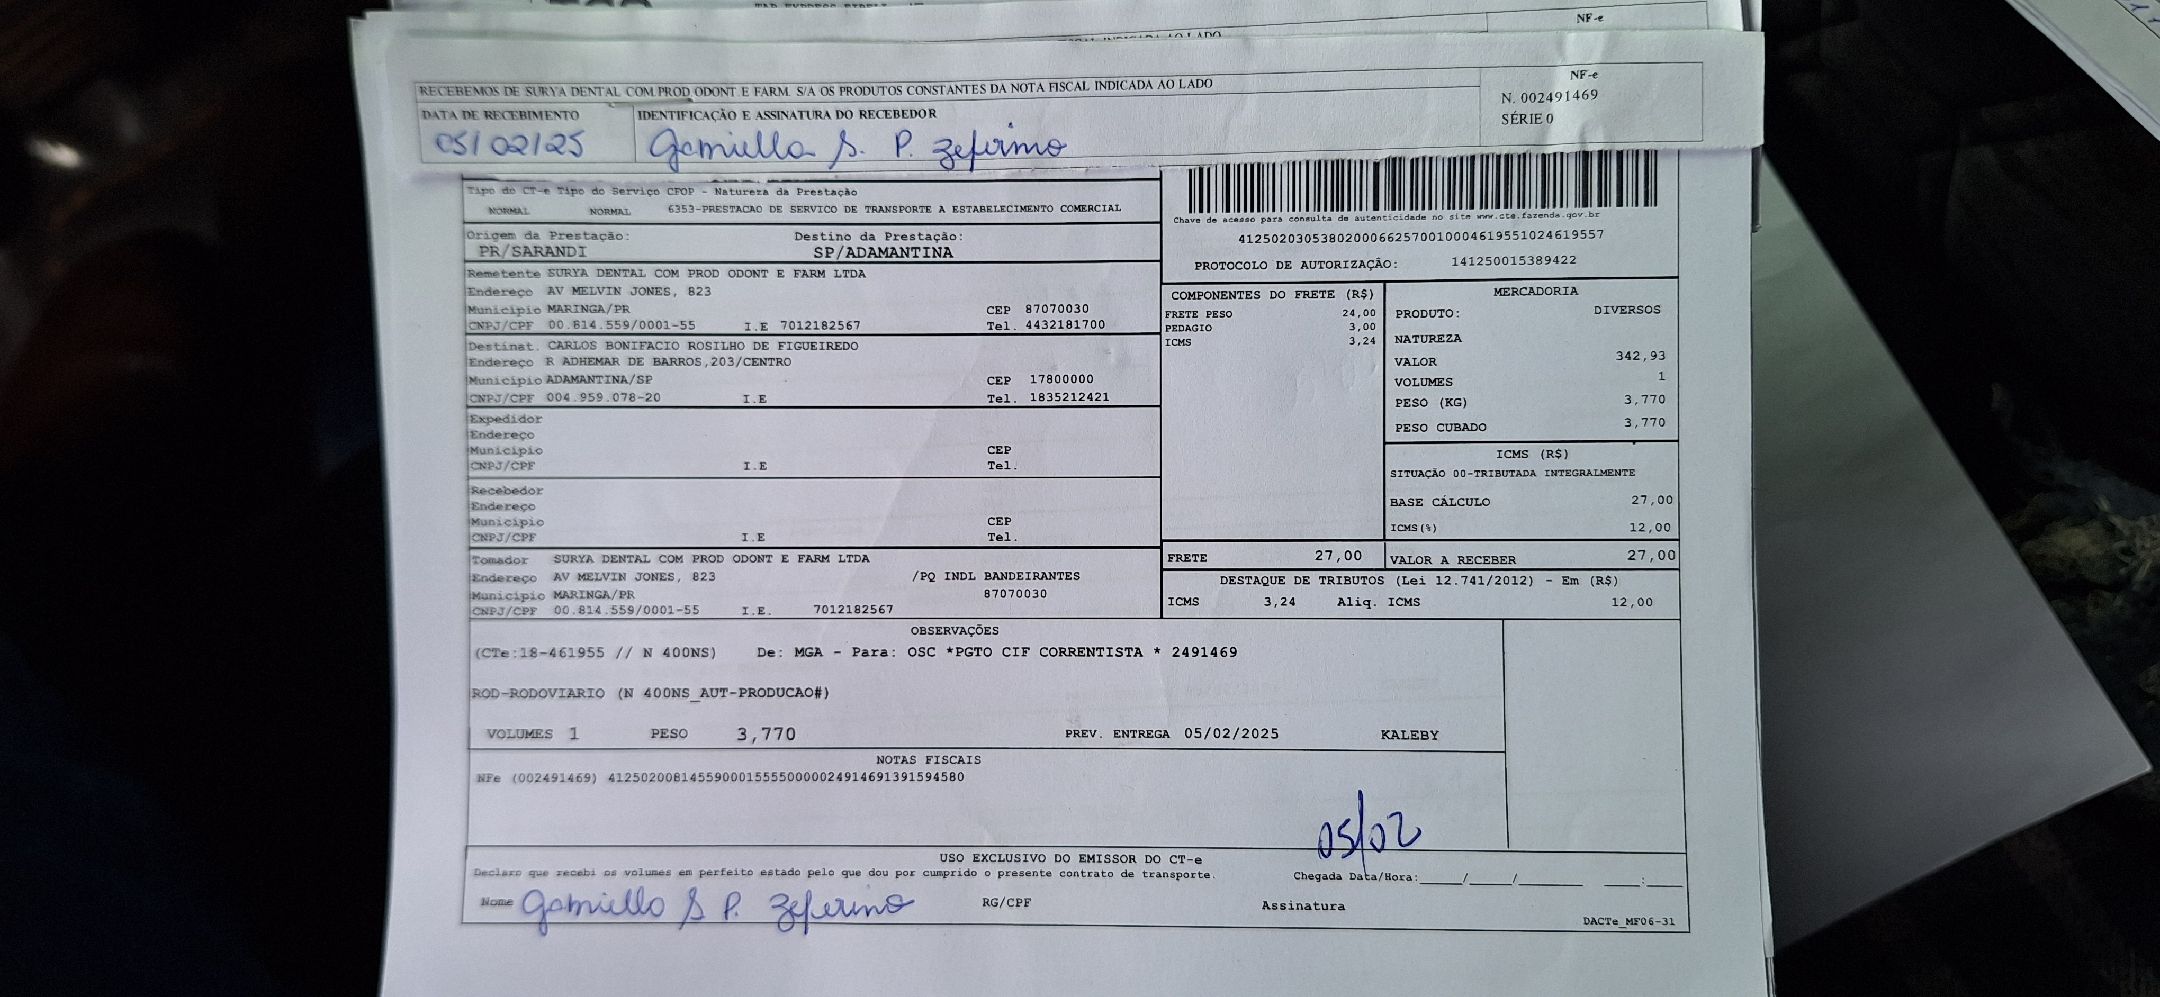 NF-e
RECEBEMOS DE SURYA DENTAL COM PROD ODONT E FARM. S/A OS PRODUTOS CONSTANTES DA NOTA FISCAL INDICADA AO LADO
NF-e
N. 002491469
SÉRIE 0
DATA DE RECEBIMENTO
IDENTIFICAÇÃO E ASSINATURA DO RECEBEDOR
05/02/25
Gabriella S. P. Zeferino
Tipo do CT-e Tipo do Serviço CFOP - Natureza da Prestação
NORMAL NORMAL 6353-PRESTACAO DE SERVICO DE TRANSPORTE A ESTABELECIMENTO COMERCIAL
Chave de acesso para consulta de autenticidade no site www.cte.fazenda.gov.br
41250203053802000662570010004619551024619557
PROTOCOLO DE AUTORIZAÇÃO: 141250015389422
Origem da Prestação: Destino da Prestação:
PR/SARANDI SP/ADAMANTINA
Remetente SURYA DENTAL COM PROD ODONT E FARM LTDA
Endereço AV MELVIN JONES, 823
Municipio MARINGA/PR CEP 87070030
CNPJ/CPF 00.814.559/0001-55 I.E 7012182567 Tel. 4432181700
Destinat. CARLOS BONIFACIO ROSILHO DE FIGUEIREDO
Endereço R ADHEMAR DE BARROS,203/CENTRO
Municipio ADAMANTINA/SP CEP 17800000
CNPJ/CPF 004.959.078-20 I.E Tel. 1835212421
Expedidor
Endereço
Municipio CEP
CNPJ/CPF I.E Tel.
Recebedor
Endereço
Municipio CEP
CNPJ/CPF I.E Tel.
Tomador SURYA DENTAL COM PROD ODONT E FARM LTDA
Endereço AV MELVIN JONES, 823 /PQ INDL BANDEIRANTES
Municipio MARINGA/PR 87070030
CNPJ/CPF 00.814.559/0001-55 I.E. 7012182567
COMPONENTES DO FRETE (R$)
FRETE PESO 24,00
PEDAGIO 3,00
ICMS 3,24
MERCADORIA
PRODUTO: DIVERSOS
NATUREZA
VALOR 342,93
VOLUMES 1
PESO (KG) 3,770
PESO CUBADO 3,770
ICMS (R$)
SITUAÇÃO 00-TRIBUTADA INTEGRALMENTE
BASE CÁLCULO 27,00
ICMS(%) 12,00
FRETE 27,00 VALOR A RECEBER 27,00
DESTAQUE DE TRIBUTOS (Lei 12.741/2012) - Em (R$)
ICMS 3,24 Aliq. ICMS 12,00
OBSERVAÇÕES
(CTe:18-461955 // N 400NS) De: MGA - Para: OSC *PGTO CIF CORRENTISTA * 2491469
ROD-RODOVIARIO (N 400NS_AUT-PRODUCAO#)
VOLUMES 1 PESO 3,770 PREV. ENTREGA 05/02/2025 KALEBY
NOTAS FISCAIS
NFe (002491469) 41250200814559000155550000024914691391594580
05/02
USO EXCLUSIVO DO EMISSOR DO CT-e
Declaro que recebi os volumes em perfeito estado pelo que dou por cumprido o presente contrato de transporte.
Chegada Data/Hora:_____/_____/_______ ____:____
Nome Gabriella S P. Zeferino RG/CPF Assinatura
DACTe_MF06-31